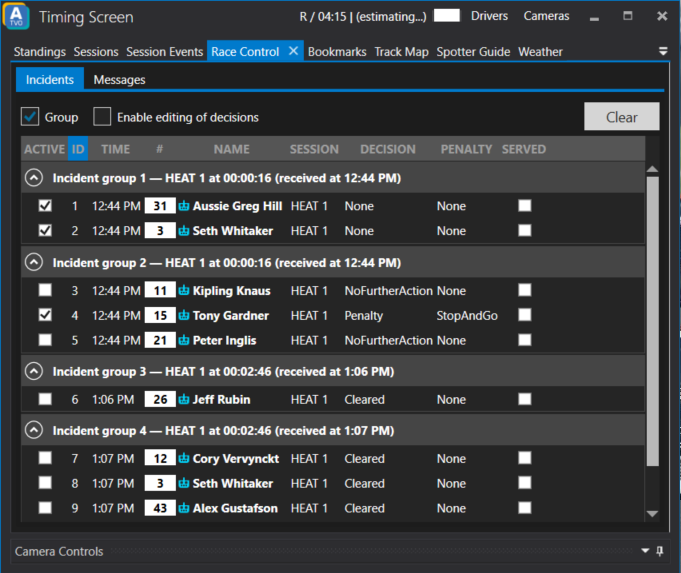 A
TVO
Timing Screen
R / 04:15 | (estimating...)
Drivers
Cameras
Standings Sessions Session Events Race Control Bookmarks Track Map Spotter Guide Weather
Incidents Messages
Group Enable editing of decisions Clear
ACTIVE ID TIME # NAME SESSION DECISION PENALTY SERVED
Incident group 1 — HEAT 1 at 00:00:16 (received at 12:44 PM)
1 12:44 PM 31 Aussie Greg Hill HEAT 1 None None
2 12:44 PM 3 Seth Whitaker HEAT 1 None None
Incident group 2 — HEAT 1 at 00:00:16 (received at 12:44 PM)
3 12:44 PM 11 Kipling Knaus HEAT 1 NoFurtherAction None
4 12:44 PM 15 Tony Gardner HEAT 1 Penalty StopAndGo
5 12:44 PM 21 Peter Inglis HEAT 1 NoFurtherAction None
Incident group 3 — HEAT 1 at 00:02:46 (received at 1:06 PM)
6 1:06 PM 26 Jeff Rubin HEAT 1 Cleared None
Incident group 4 — HEAT 1 at 00:02:46 (received at 1:07 PM)
7 1:07 PM 12 Cory Vervynckt HEAT 1 Cleared None
8 1:07 PM 3 Seth Whitaker HEAT 1 Cleared None
9 1:07 PM 43 Alex Gustafson HEAT 1 Cleared None
Camera Controls